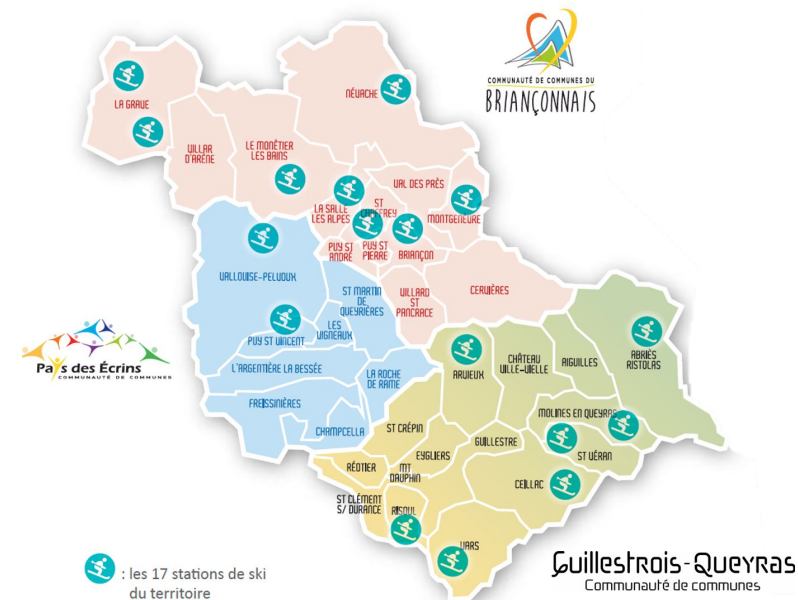 COMMUNAUTÉ DE COMMUNES DU
BRIANÇONNAIS
LA GRAVE
NÉVACHE
VILLAR
D'ARÈNE
LE MONÊTIER
LES BAINS
VAL DES PRÈS
LA SALLE
LES ALPES
ST
CHAFFREY
MONTGENEVRE
PUY ST
ANDRÉ
PUY ST
PIERRE
BRIANÇON
VILLARD
ST
PANCRACE
CERVIÈRES
VALLOUISE-PELVOUX
ST MARTIN
DE
QUEYRIÈRES
LES
VIGNEAUX
PUY ST VINCENT
L'ARGENTIÈRE LA BESSÉE
LA ROCHE
DE RAME
FREISSINIÈRES
CHAMPCELLA
Pays des Écrins
COMMUNAUTÉ DE COMMUNES
ARVIEUX
CHÂTEAU
VILLE-VIELLE
AIGUILLES
ABRIÈS
RISTOLAS
MOLINES EN QUEYRAS
ST VÉRAN
ST CRÉPIN
GUILLESTRE
EYGLIERS
RÉOTIER
MT
DAUPHIN
CEILLAC
ST CLÉMENT
S/ DURANCE
RISOUL
VARS
Guillestrois-Queyras
Communauté de communes
: les 17 stations de ski
du territoire